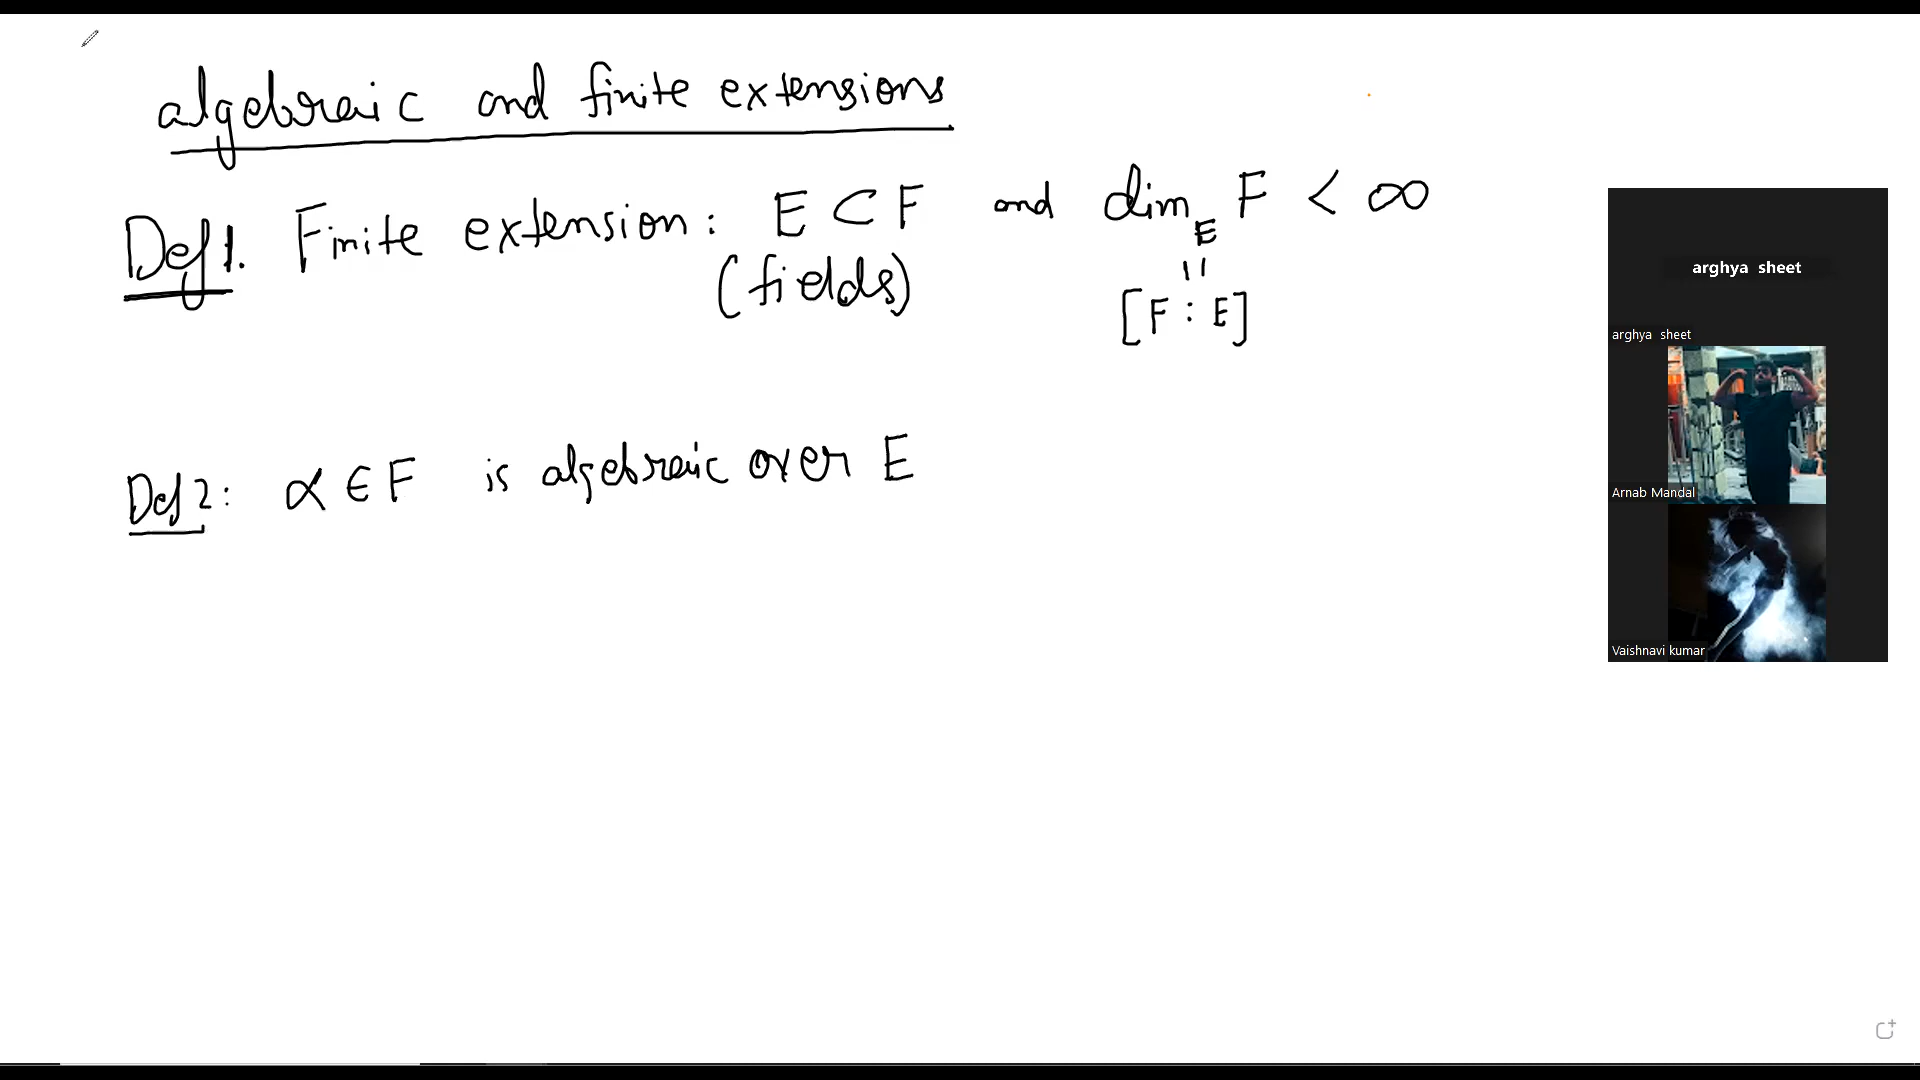 algebraic and finite extensions
Def 1. Finite extension: E ⊂ F and dim_E F < ∞
(fields)
||
[F : E]
Def 2: α ∈ F is algebraic over E
arghya sheet
arghya sheet
Arnab Mandal
Vaishnavi kumar